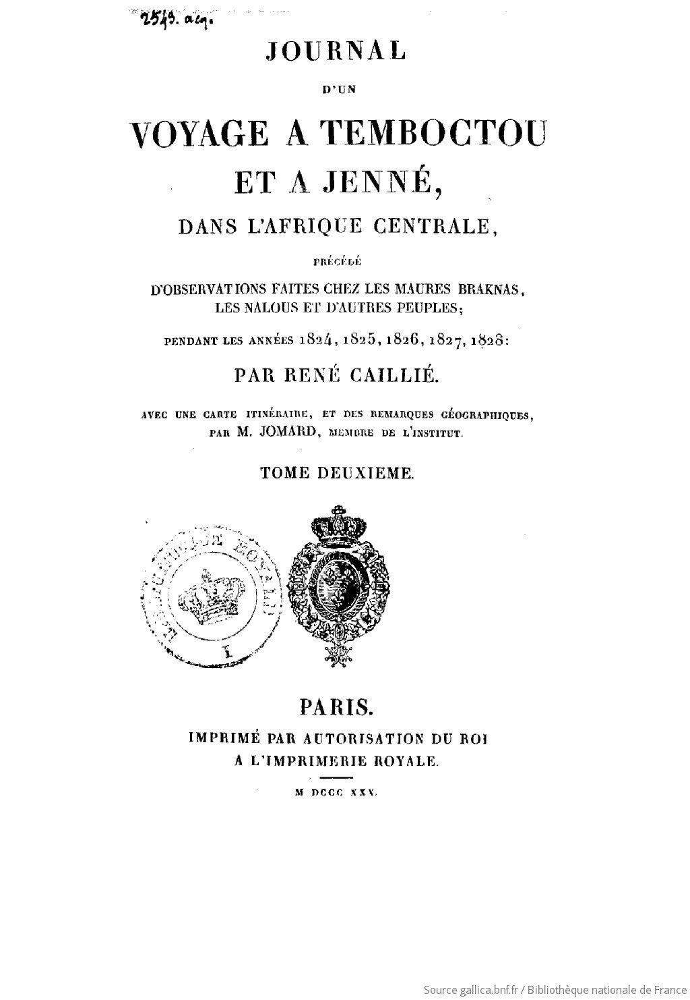 2543. acq.
JOURNAL
D'UN
VOYAGE A TEMBOCTOU
ET A JENNÉ,
DANS L'AFRIQUE CENTRALE,
PRÉCÉDÉ
D'OBSERVATIONS FAITES CHEZ LES MAURES BRAKNAS,
LES NALOUS ET D'AUTRES PEUPLES;
PENDANT LES ANNÉES 1824, 1825, 1826, 1827, 1828:
PAR RENÉ CAILLIÉ.
AVEC UNE CARTE ITINÉRAIRE, ET DES REMARQUES GÉOGRAPHIQUES,
PAR M. JOMARD, MEMBRE DE L'INSTITUT.
TOME DEUXIEME.
ROYALE
I
PARIS.
IMPRIMÉ PAR AUTORISATION DU ROI
A L'IMPRIMERIE ROYALE.
M DCCC XXX.
Source gallica.bnf.fr / Bibliothèque nationale de France